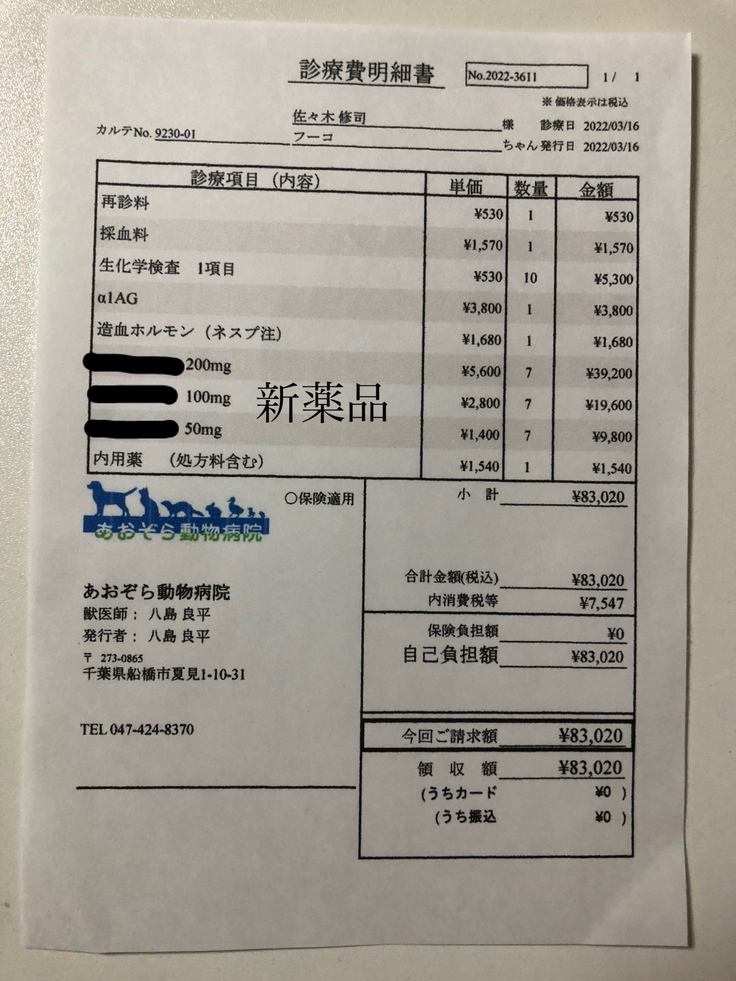 診療費明細書
No.2022-3611
1 / 1
※ 価格表示は税込
カルテNo. 9230-01
佐々木 修司 様
診療日 2022/03/16
フーコ ちゃん
発行日 2022/03/16
診療項目（内容） 単価 数量 金額
再診料 ¥530 1 ¥530
採血料 ¥1,570 1 ¥1,570
生化学検査 1項目 ¥530 10 ¥5,300
α1AG ¥3,800 1 ¥3,800
造血ホルモン（ネスプ注） ¥1,680 1 ¥1,680
200mg ¥5,600 7 ¥39,200
100mg ¥2,800 7 ¥19,600
新薬品
50mg ¥1,400 7 ¥9,800
内用薬 （処方料含む） ¥1,540 1 ¥1,540
あおぞら動物病院
○保険適用
小 計 ¥83,020
合計金額(税込) ¥83,020
内消費税等 ¥7,547
保険負担額 ¥0
自己負担額 ¥83,020
あおぞら動物病院
獣医師： 八島 良平
発行者： 八島 良平
〒 273-0865
千葉県船橋市夏見1-10-31
TEL 047-424-8370
今回ご請求額 ¥83,020
領 収 額 ¥83,020
(うちカード ¥0 )
(うち振込 ¥0 )